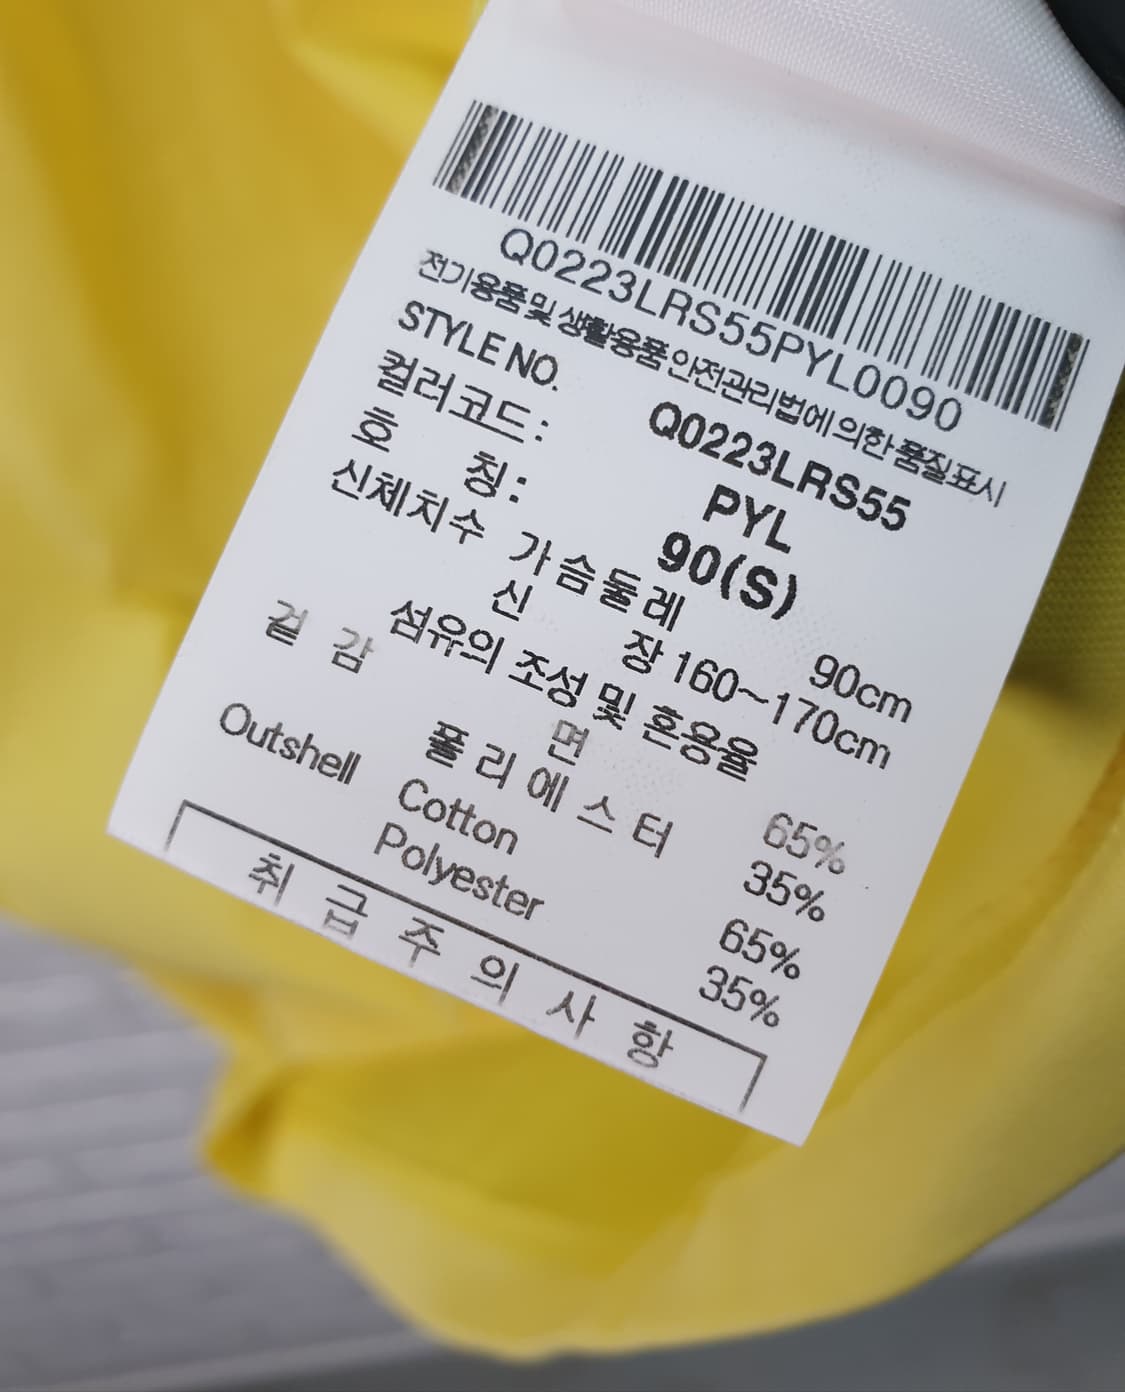 Q0223LRS55PYL0090
전기용품 및 생활용품 안전관리법에 의한 품질표시
STYLE NO. Q0223LRS55
컬러코드: PYL
호 칭: 90(S)
신체치수 가슴둘레 90cm
신 장 160~170cm
섬유의 조성 및 혼용율
겉 감 면 65%
폴리에스터 35%
Outshell Cotton 65%
Polyester 35%
취급주의사항